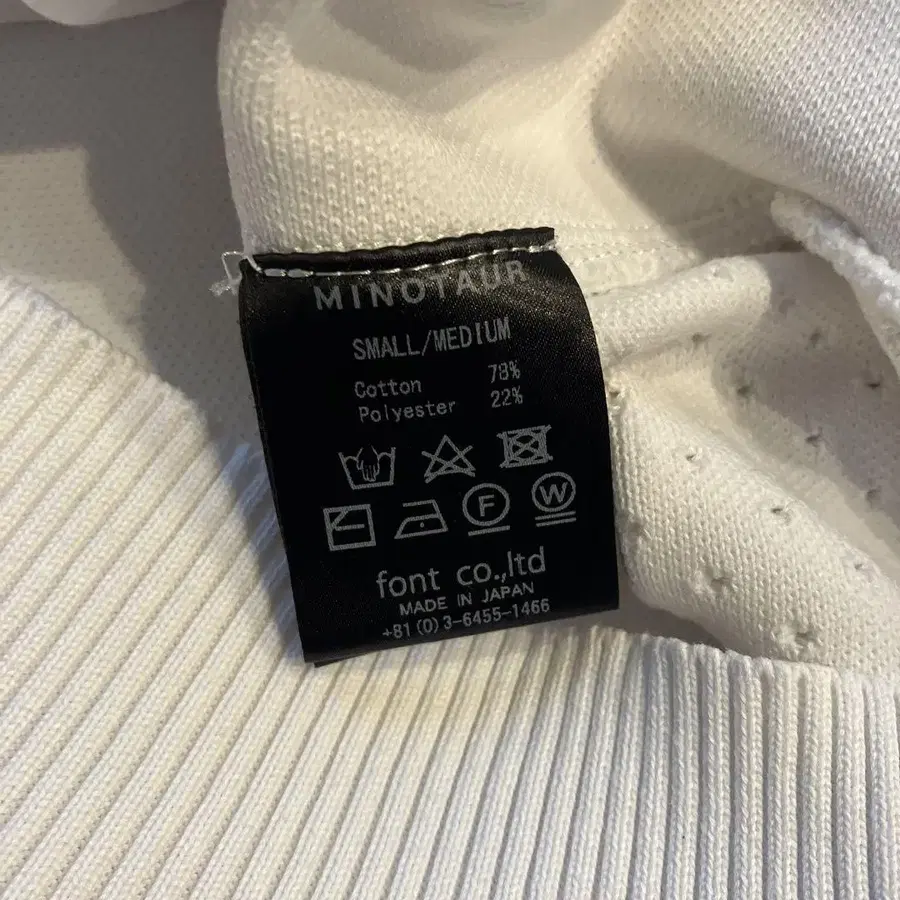 MINOTAUR
SMALL/MEDIUM
Cotton 78%
Polyester 22%
F W
font co.,ltd
MADE IN JAPAN
+81(0)3-6455-1466